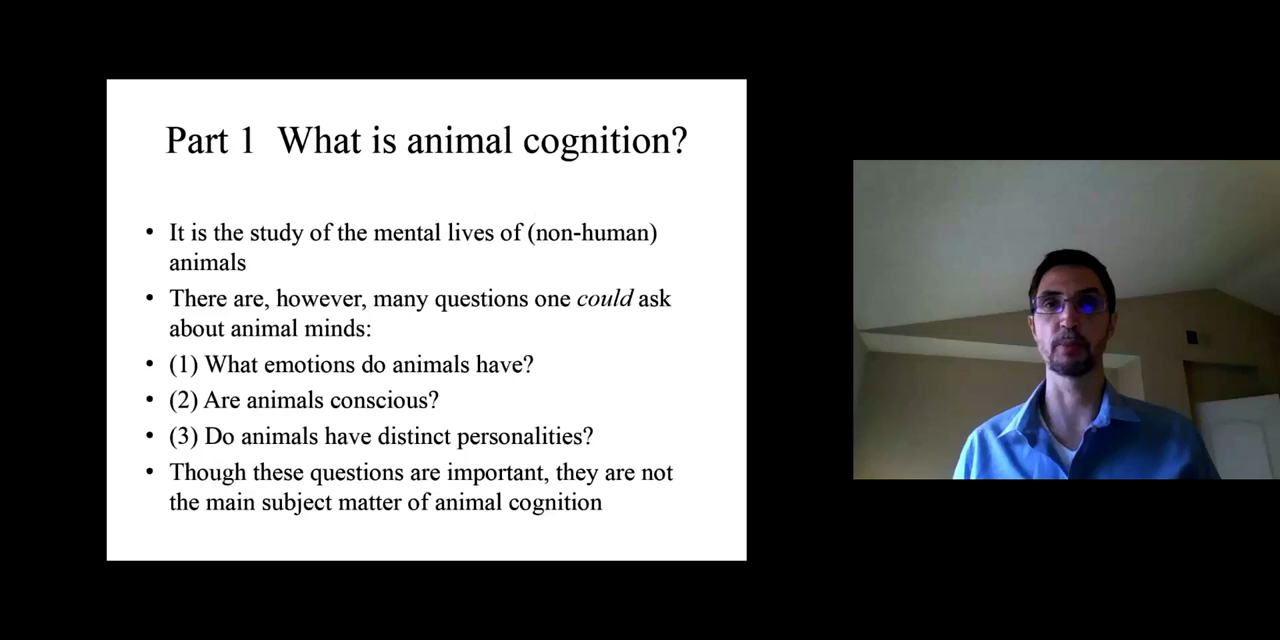 Part 1 What is animal cognition?
• It is the study of the mental lives of (non-human)
animals
• There are, however, many questions one could ask
about animal minds:
• (1) What emotions do animals have?
• (2) Are animals conscious?
• (3) Do animals have distinct personalities?
• Though these questions are important, they are not
the main subject matter of animal cognition